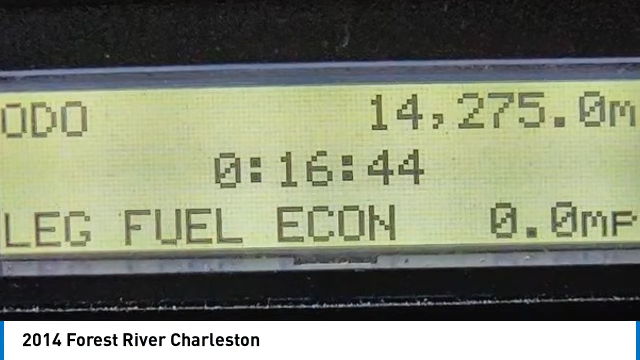 ODO 14,275.0m
0:16:44
LEG FUEL ECON 0.0mp
2014 Forest River Charleston